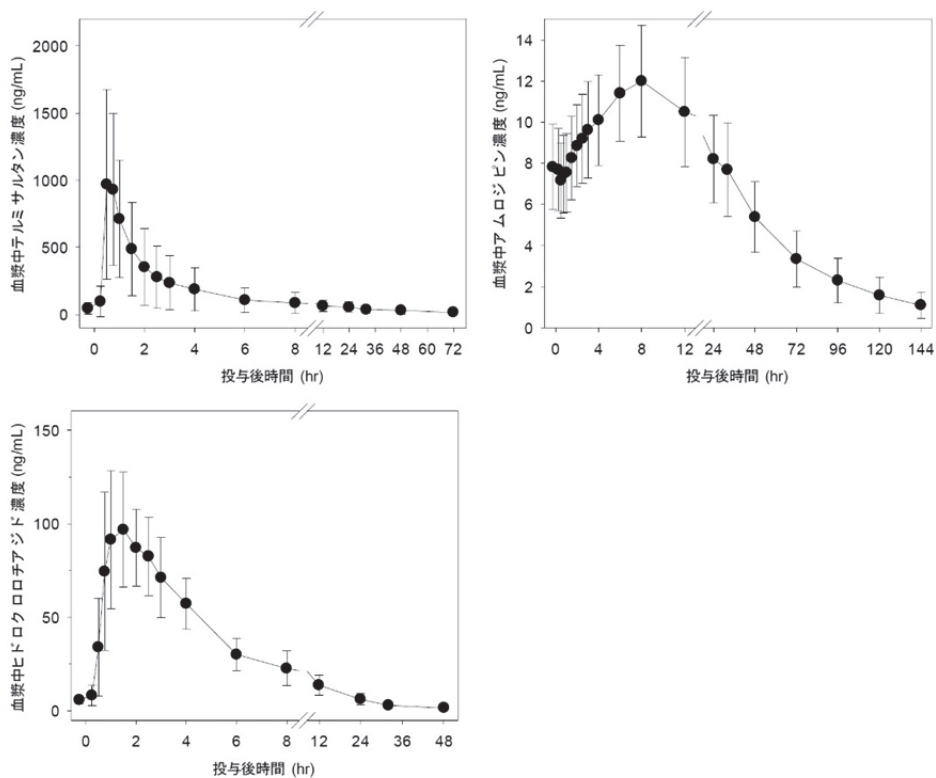 血漿中テルミサルタン濃度 (ng/mL)
2000
1500
1000
500
0
0 2 4 6 8 12 24 36 48 60 72
投与後時間 (hr)
血漿中アムロジピン濃度 (ng/mL)
14
12
10
8
6
4
2
0
0 4 8 12 24 48 72 96 120 144
投与後時間 (hr)
血漿中ヒドロクロロチアジド濃度 (ng/mL)
150
100
50
0
0 2 4 6 8 12 24 36 48
投与後時間 (hr)